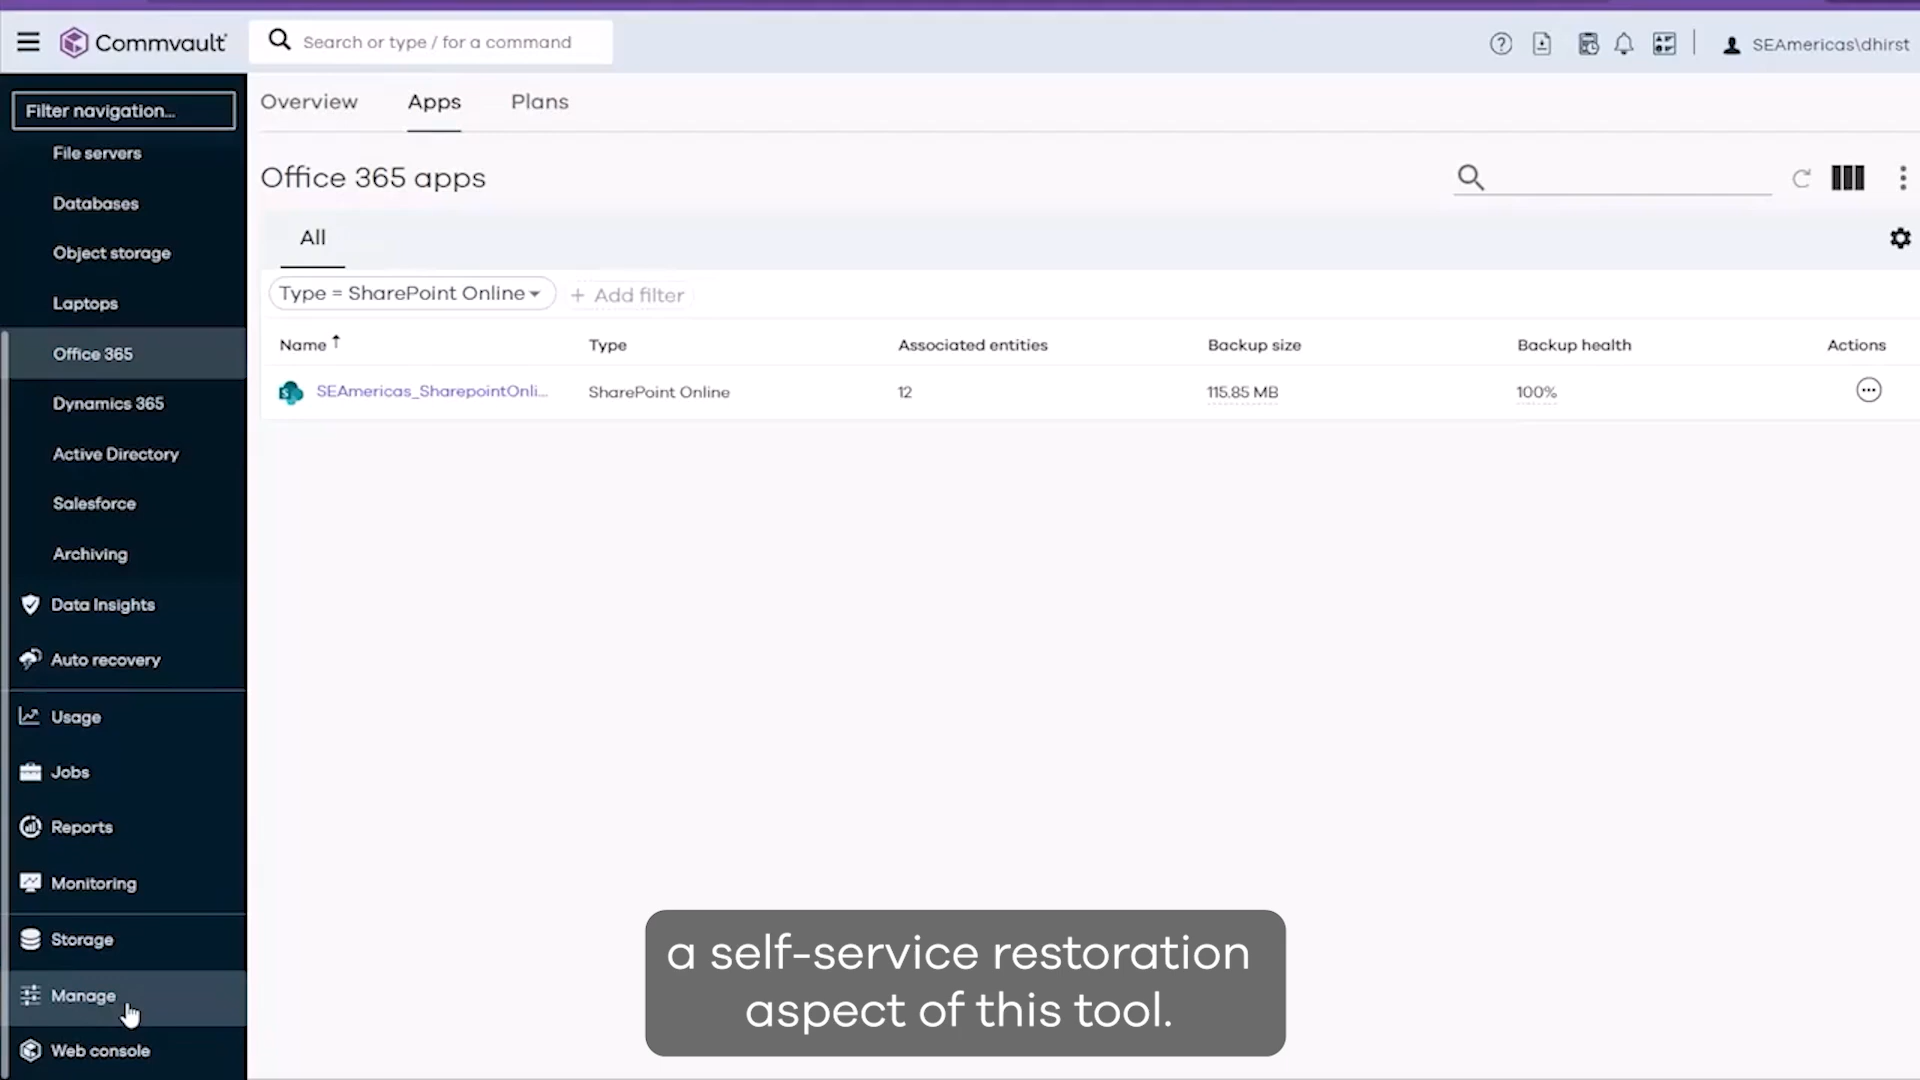 Commvault
Search or type / for a command
SEAmericas\dhirst
Filter navigation...
File servers
Databases
Object storage
Laptops
Office 365
Dynamics 365
Active Directory
Salesforce
Archiving
Data Insights
Auto recovery
Usage
Jobs
Reports
Monitoring
Storage
Manage
Web console
Overview Apps Plans
Office 365 apps
All
Type = SharePoint Online + Add filter
Name ↑ Type Associated entities Backup size Backup health Actions
SEAmericas_SharepointOnli... SharePoint Online 12 115.85 MB 100%
a self-service restoration
aspect of this tool.